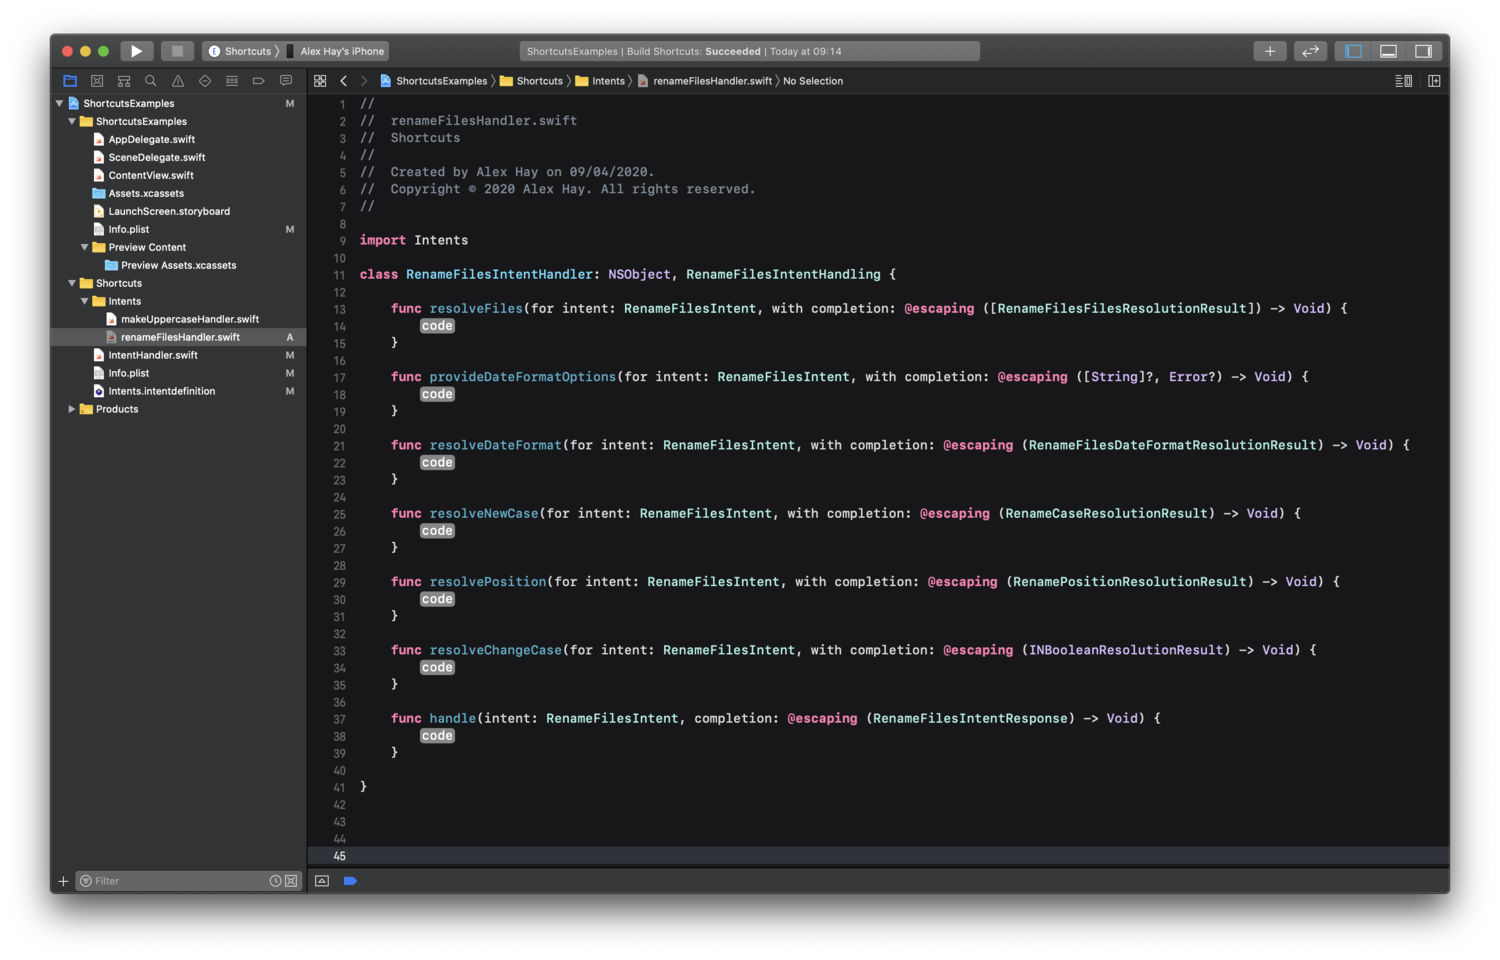 Shortcuts 〉 Alex Hay's iPhone
ShortcutsExamples | Build Shortcuts: Succeeded | Today at 09:14
ShortcutsExamples 〉 Shortcuts 〉 Intents 〉 renameFilesHandler.swift 〉 No Selection
ShortcutsExamples M
ShortcutsExamples
AppDelegate.swift
SceneDelegate.swift
ContentView.swift
Assets.xcassets
LaunchScreen.storyboard
Info.plist M
Preview Content
Preview Assets.xcassets
Shortcuts
Intents
makeUppercaseHandler.swift
renameFilesHandler.swift A
IntentHandler.swift M
Info.plist M
Intents.intentdefinition M
Products
Filter
1 //
2 //  renameFilesHandler.swift
3 //  Shortcuts
4 //
5 //  Created by Alex Hay on 09/04/2020.
6 //  Copyright © 2020 Alex Hay. All rights reserved.
7 //
8
9 import Intents
10
11 class RenameFilesIntentHandler: NSObject, RenameFilesIntentHandling {
12
13     func resolveFiles(for intent: RenameFilesIntent, with completion: @escaping ([RenameFilesFilesResolutionResult]) -> Void) {
14         code
15     }
16
17     func provideDateFormatOptions(for intent: RenameFilesIntent, with completion: @escaping ([String]?, Error?) -> Void) {
18         code
19     }
20
21     func resolveDateFormat(for intent: RenameFilesIntent, with completion: @escaping (RenameFilesDateFormatResolutionResult) -> Void) {
22         code
23     }
24
25     func resolveNewCase(for intent: RenameFilesIntent, with completion: @escaping (RenameCaseResolutionResult) -> Void) {
26         code
27     }
28
29     func resolvePosition(for intent: RenameFilesIntent, with completion: @escaping (RenamePositionResolutionResult) -> Void) {
30         code
31     }
32
33     func resolveChangeCase(for intent: RenameFilesIntent, with completion: @escaping (INBooleanResolutionResult) -> Void) {
34         code
35     }
36
37     func handle(intent: RenameFilesIntent, completion: @escaping (RenameFilesIntentResponse) -> Void) {
38         code
39     }
40
41 }
42
43
44
45